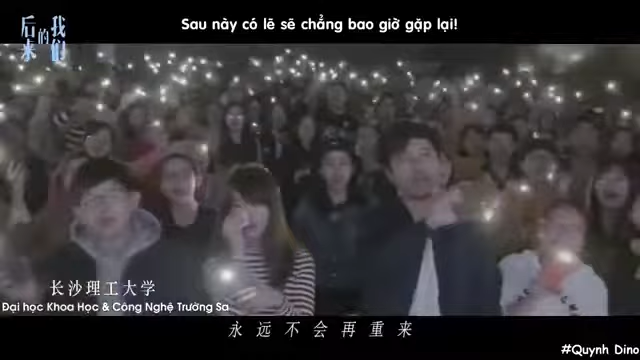 Sau này có lẽ sẽ chẳng bao giờ gặp lại!
后来的我们
长沙理工大学
Đại học Khoa Học & Công Nghệ Trường Sa
永远不会再重来
#Quynh Dino